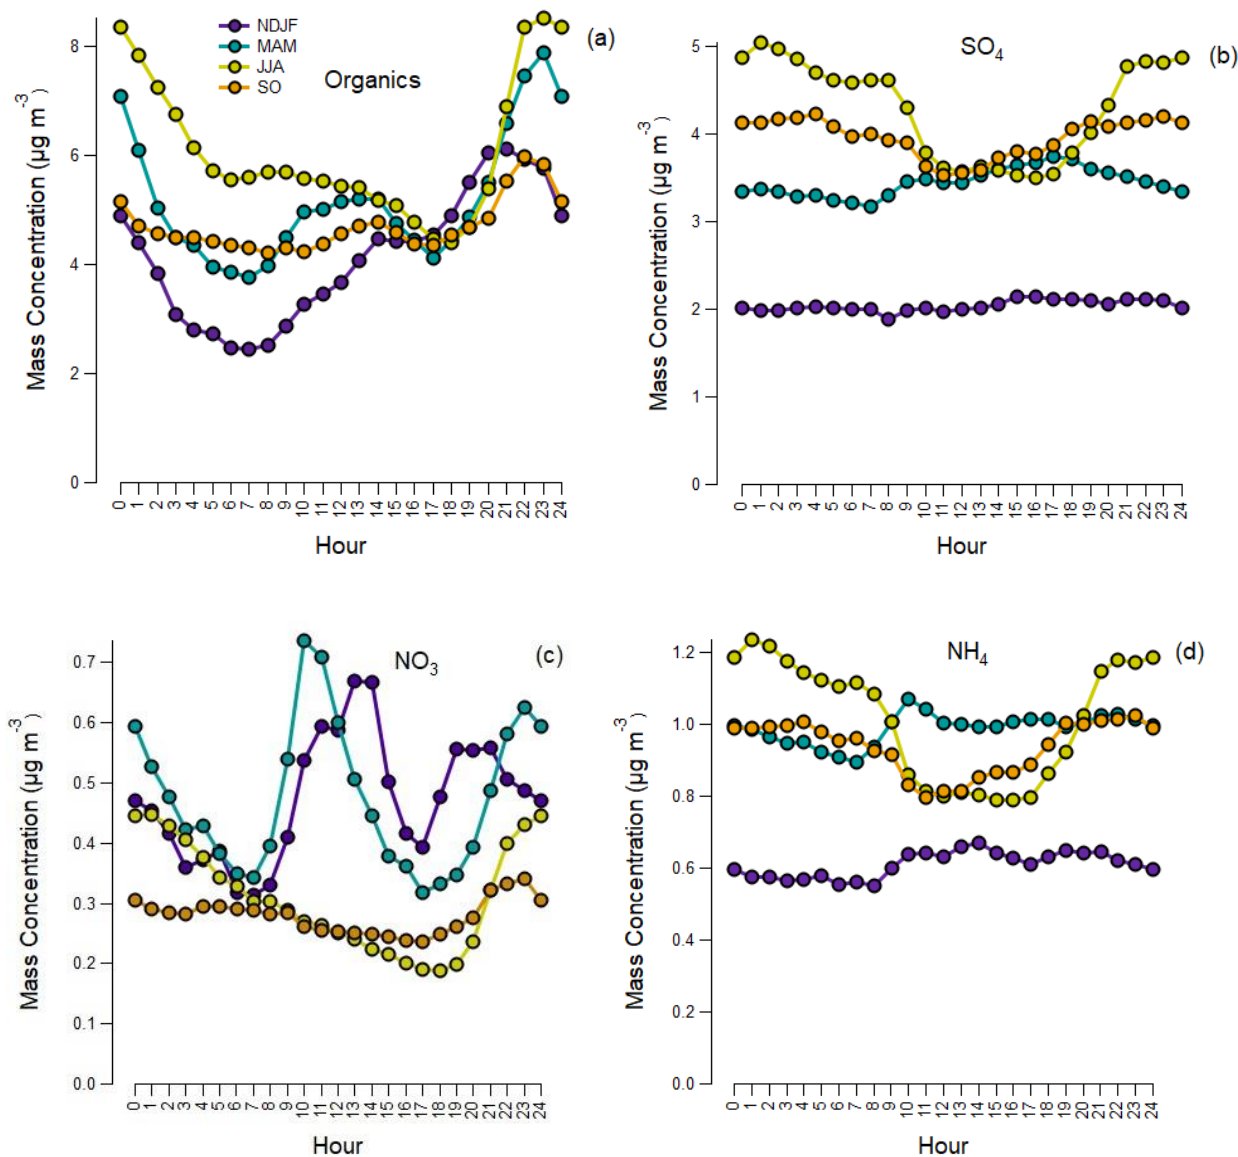 NDJF
MAM
JJA
SO
Organics
(a)
Mass Concentration (µg m⁻³)
8
6
4
2
0
0 1 2 3 4 5 6 7 8 9 10 11 12 13 14 15 16 17 18 19 20 21 22 23 24
Hour
SO₄
(b)
Mass Concentration (µg m⁻³)
5
4
3
2
1
0
0 1 2 3 4 5 6 7 8 9 10 11 12 13 14 15 16 17 18 19 20 21 22 23 24
Hour
NO₃
(c)
Mass Concentration (µg m⁻³)
0.7
0.6
0.5
0.4
0.3
0.2
0.1
0.0
0 1 2 3 4 5 6 7 8 9 10 11 12 13 14 15 16 17 18 19 20 21 22 23 24
Hour
NH₄
(d)
Mass Concentration (µg m⁻³)
1.2
1.0
0.8
0.6
0.4
0.2
0.0
0 1 2 3 4 5 6 7 8 9 10 11 12 13 14 15 16 17 18 19 20 21 22 23 24
Hour